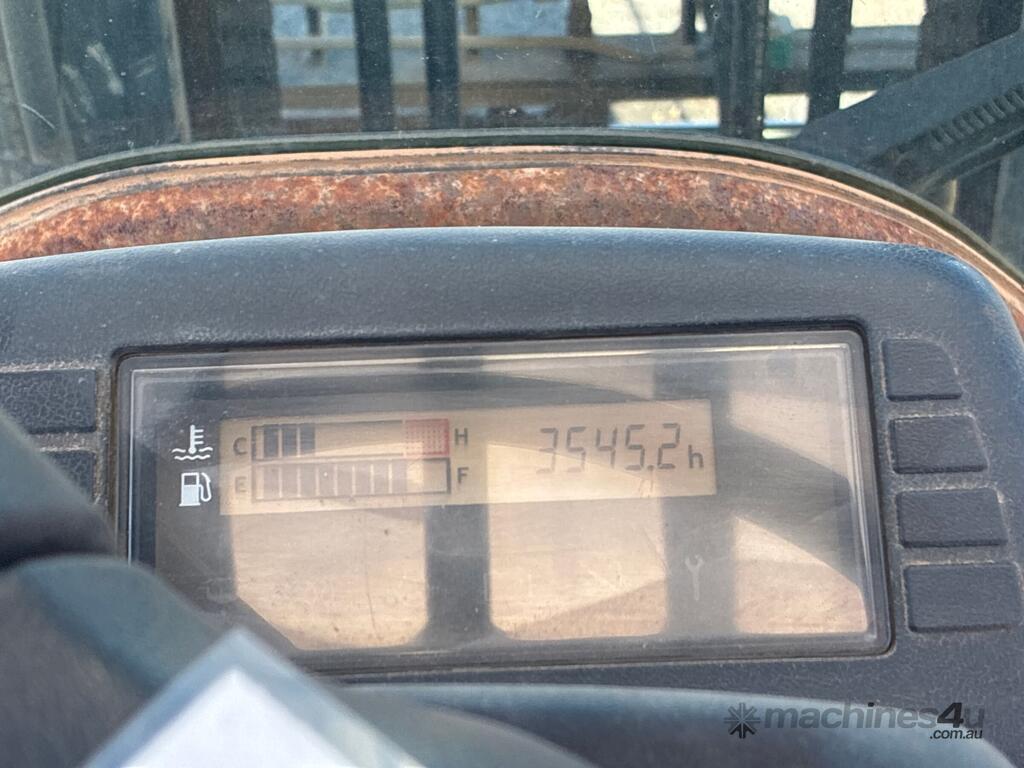 C H 3545.2h
E F
machines4u
.com.au